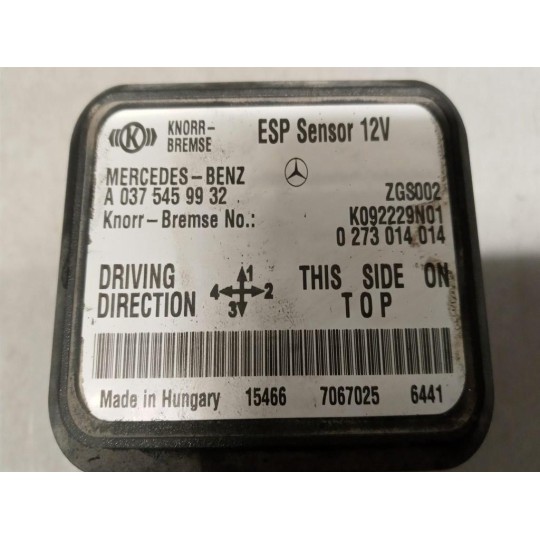 K KNORR-
BREMSE
ESP Sensor 12V
MERCEDES-BENZ
A 037 545 99 32 ZGS002
Knorr-Bremse No.: K092229N01
0 273 014 014
DRIVING
DIRECTION
1
4 2
3
THIS SIDE ON
TOP
Made in Hungary 15466 7067025 6441